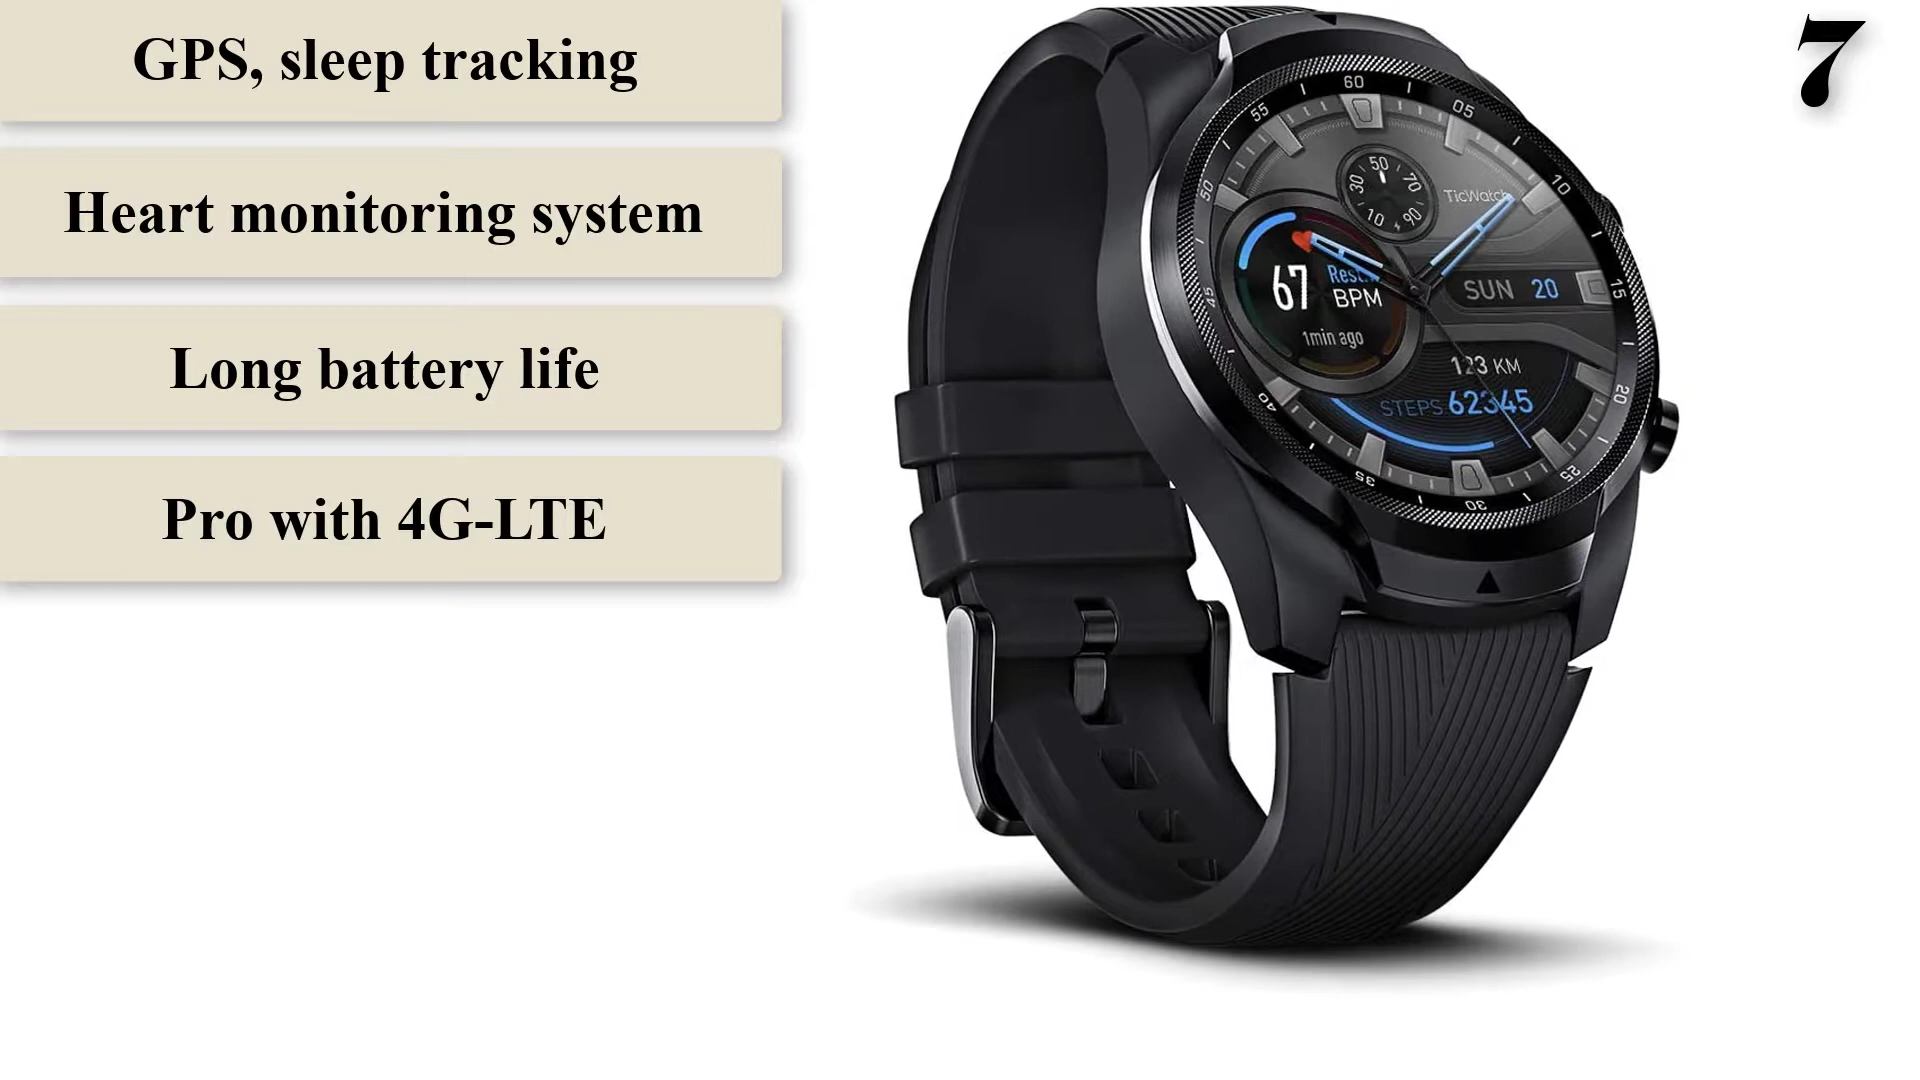 GPS, sleep tracking
Heart monitoring system
Long battery life
Pro with 4G-LTE
7
60
05
10
15
20
25
30
35
40
45
50
55
50
70
90
10
30
TicWatch
67
BPM
1min ago
SUN 20
123 KM
STEPS 62345